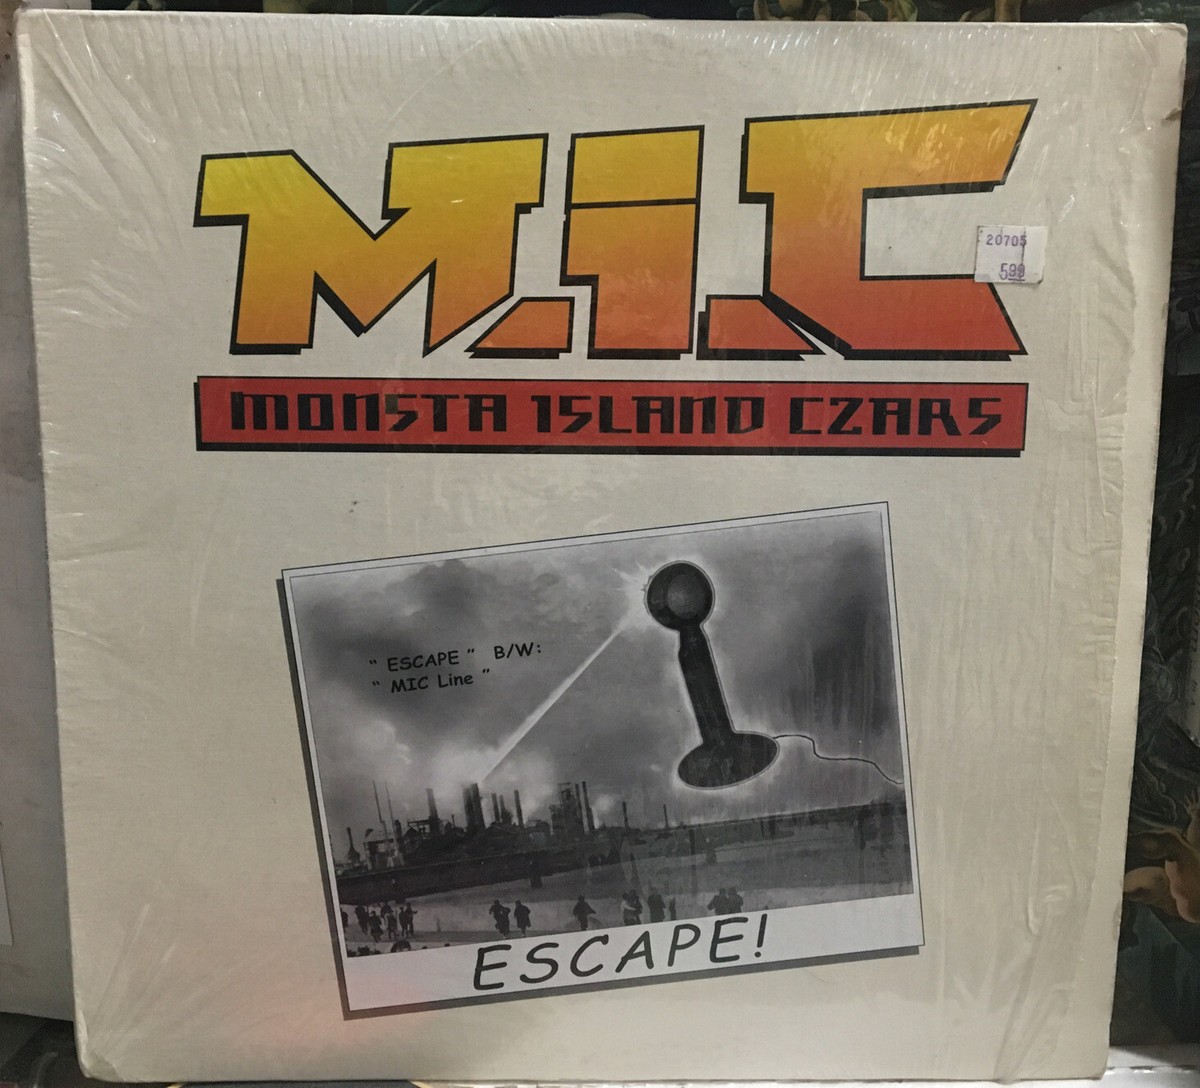 M.I.C
MONSTA ISLAND CZARS
20705
599
" ESCAPE " B/W:
" MIC Line "
ESCAPE!